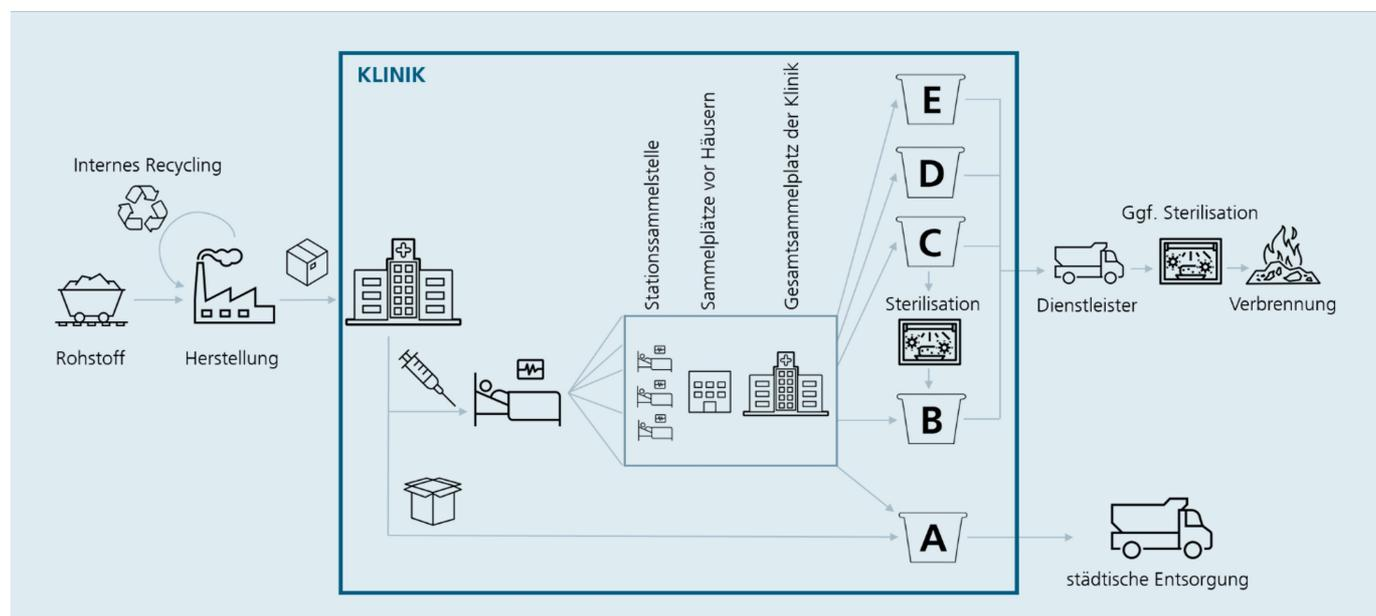 KLINIK
Internes Recycling
Rohstoff
Herstellung
Stationssammelstelle
Sammelplätze vor Häusern
Gesamtsammelplatz der Klinik
E
D
C
Sterilisation
B
A
Ggf. Sterilisation
Dienstleister
Verbrennung
städtische Entsorgung